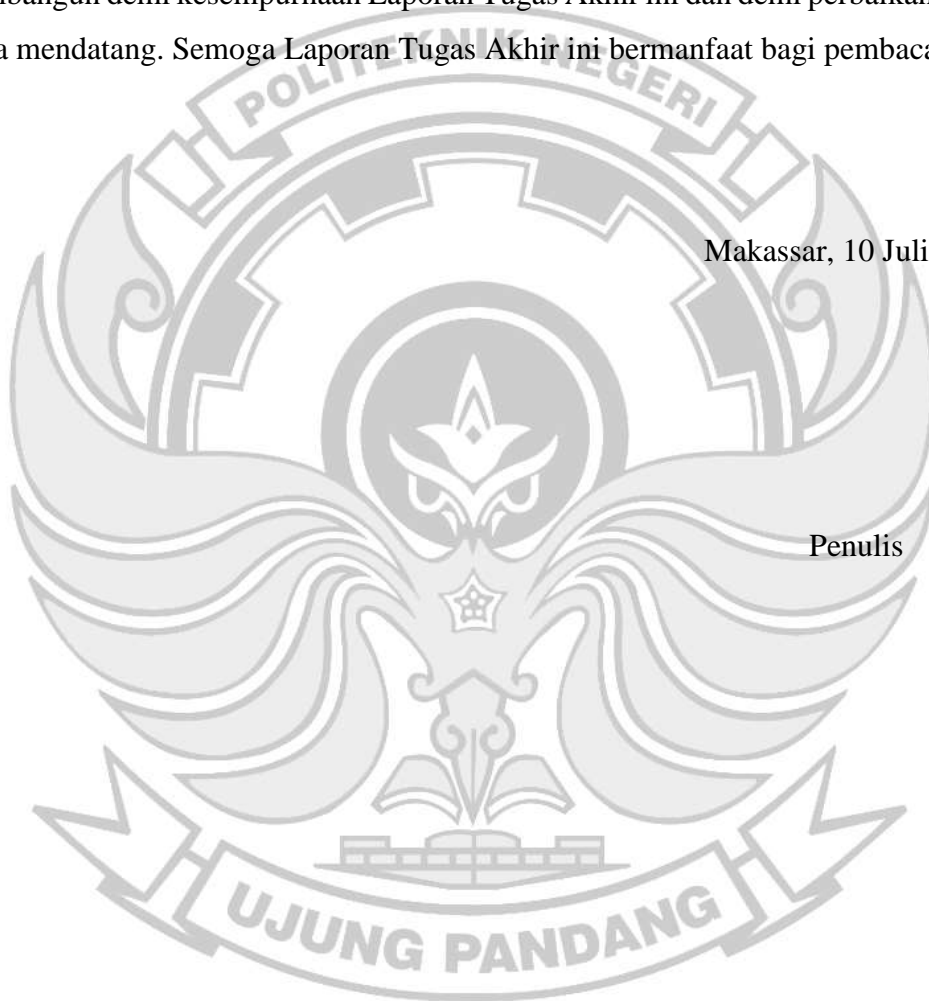 mbangun demi kesempurnaan Laporan Tugas Akhir ini dan demi perbaikan
a mendatang. Semoga Laporan Tugas Akhir ini bermanfaat bagi pembaca
POLITEKNIK NEGERI
Makassar, 10 Juli
Penulis
UJUNG PANDANG